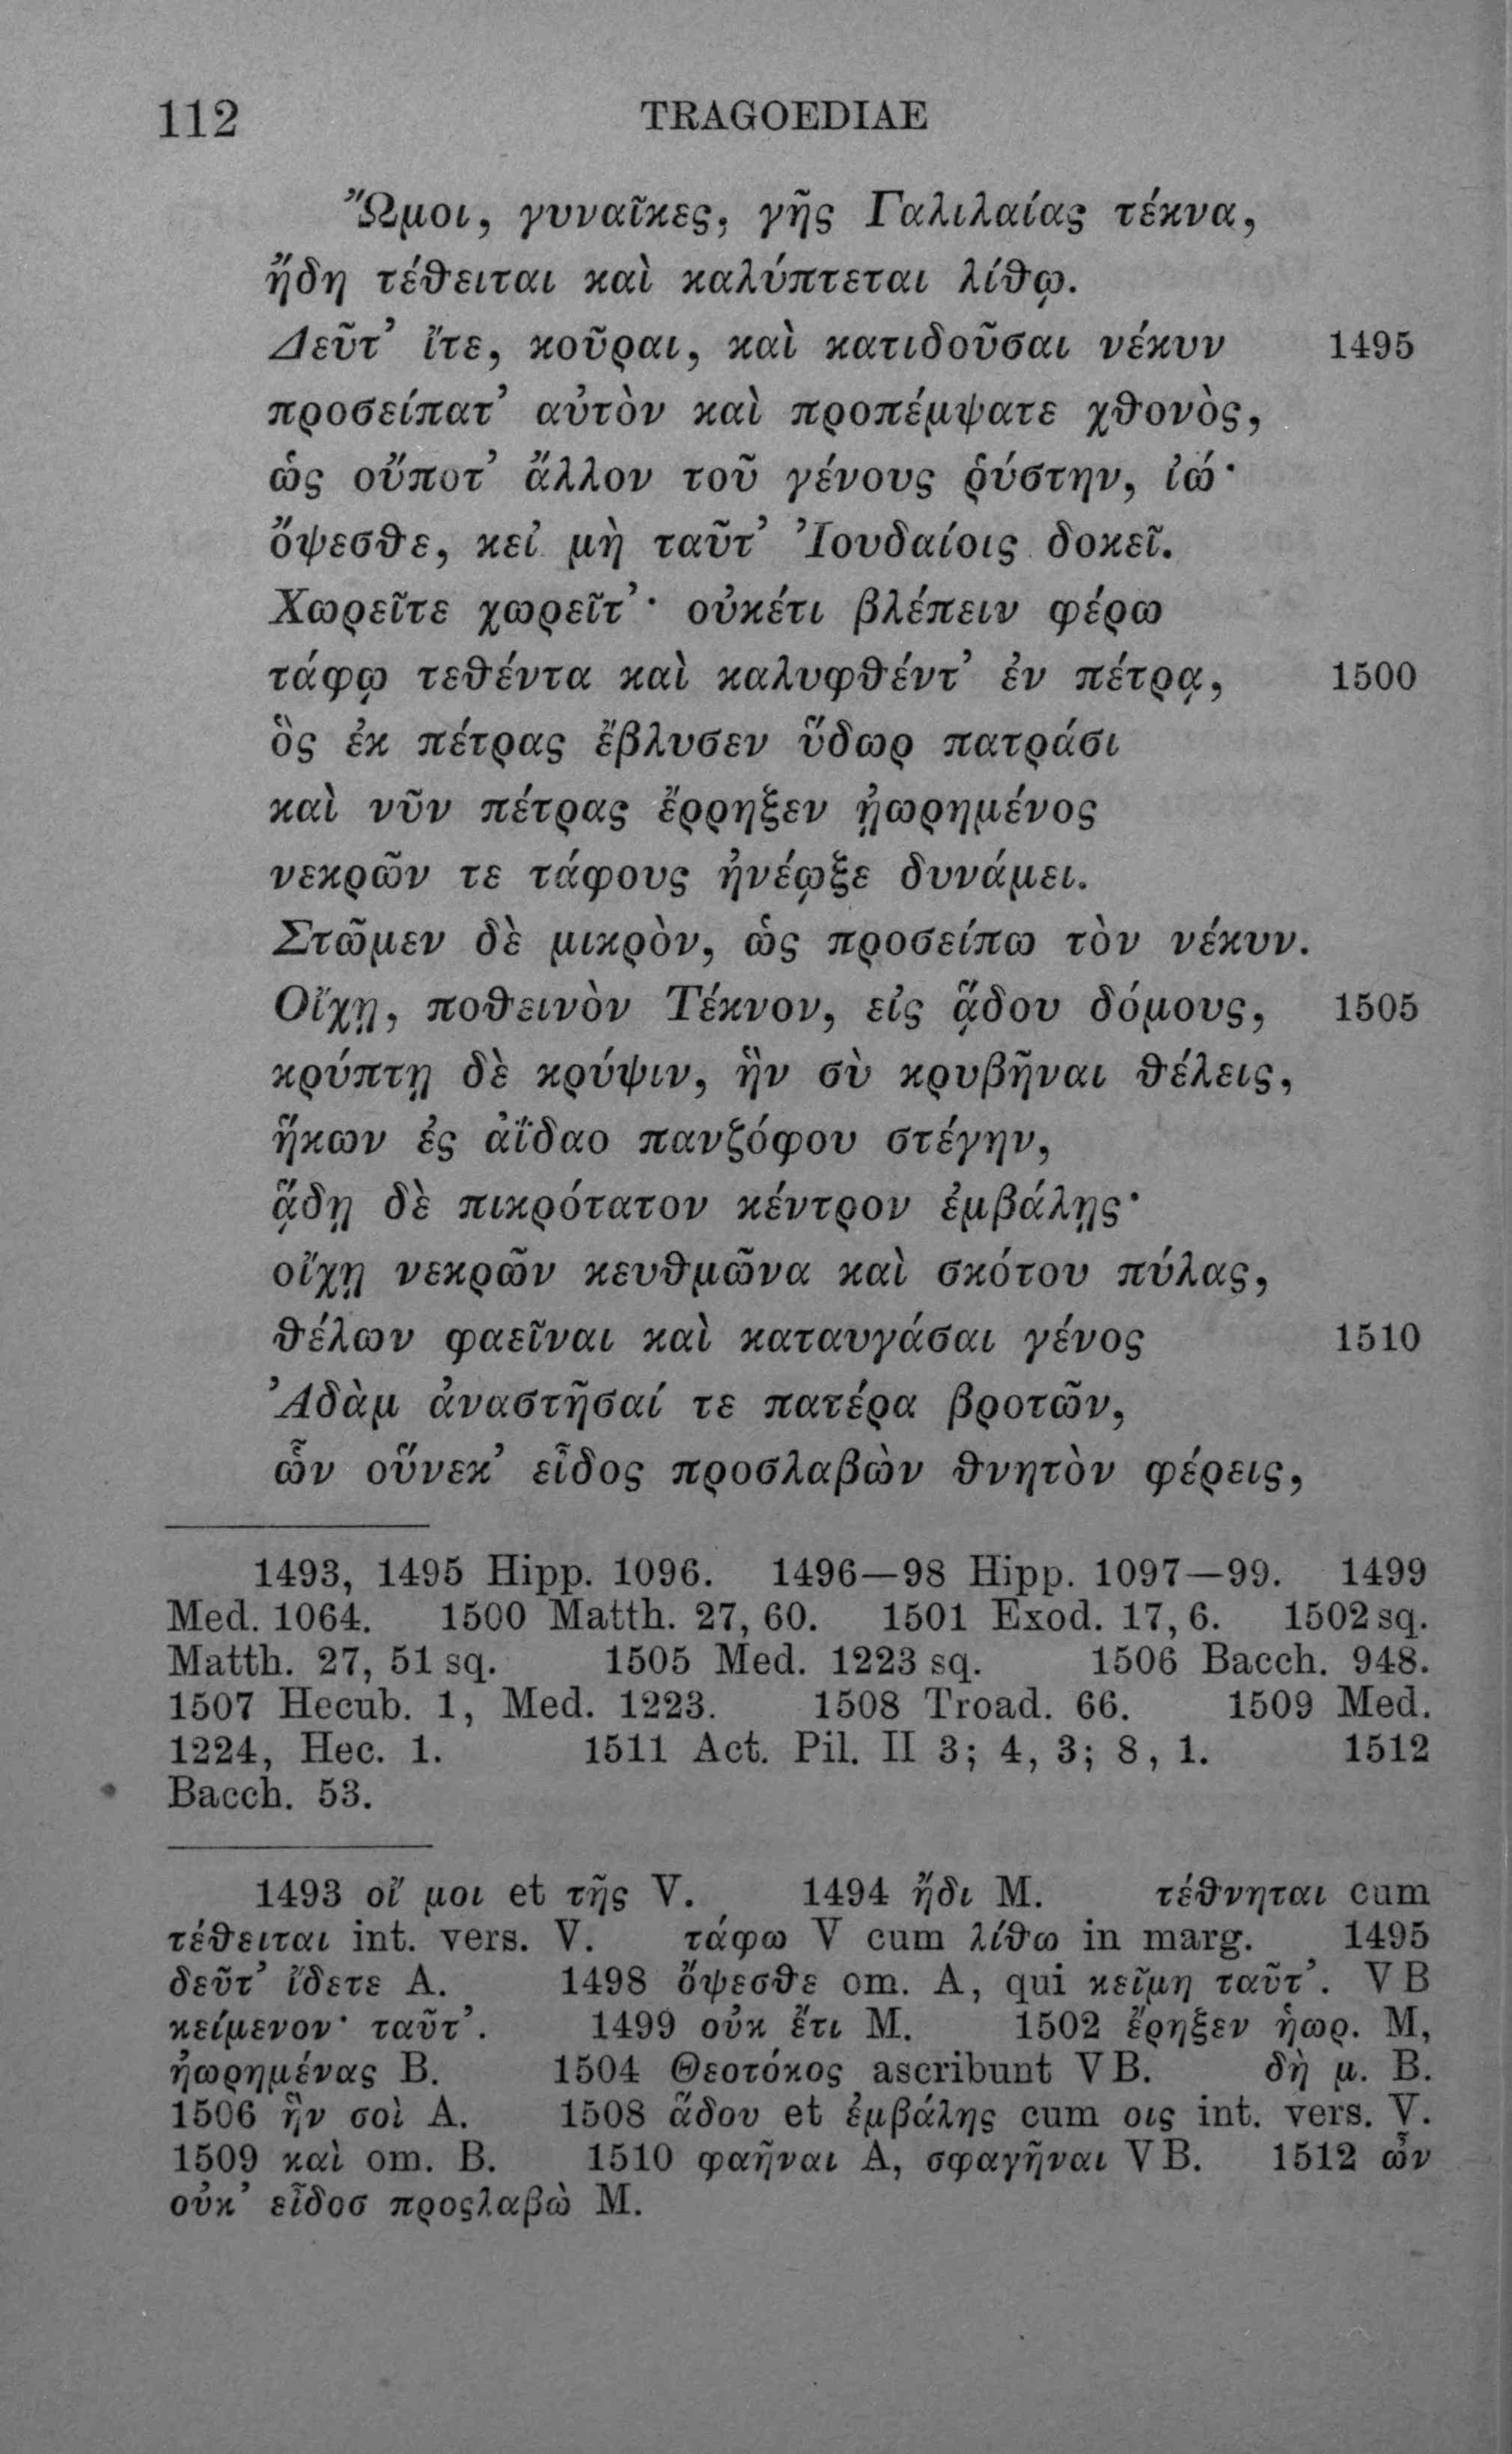 112 TRAGOEDIAE
Ὤμοι, γυναῖκες, γῆς Γαλιλαίας τέκνα,
ἤδη τέθειται καὶ καλύπτεται λίθῳ.
Δεῦτ’ ἴτε, κοῦραι, καὶ κατιδοῦσαι νέκυν 1495
προσείπατ’ αὐτὸν καὶ προπέμψατε χθονὸς,
ὡς οὔποτ’ ἄλλον τοῦ γένους ῥύστην, ἰώ·
ὄψεσθε, κεἰ μὴ ταῦτ’ Ἰουδαίοις δοκεῖ.
Χωρεῖτε χωρεῖτ’· οὐκέτι βλέπειν φέρω
τάφῳ τεθέντα καὶ καλυφθέντ’ ἐν πέτρᾳ, 1500
ὃς ἐκ πέτρας ἔβλυσεν ὕδωρ πατράσι
καὶ νῦν πέτρας ἔρρηξεν ᾐωρημένος
νεκρῶν τε τάφους ἠνέῳξε δυνάμει.
Στῶμεν δὲ μικρὸν, ὡς προσείπω τὸν νέκυν.
Οἴχῃ, ποθεινὸν Τέκνον, εἰς ᾅδου δόμους, 1505
κρύπτῃ δὲ κρύψιν, ἣν σὺ κρυβῆναι θέλεις,
ἥκων ἐς ἀΐδαο πανζόφου στέγην,
ᾅδῃ δὲ πικρότατον κέντρον ἐμβάλῃς·
οἴχῃ νεκρῶν κευθμῶνα καὶ σκότου πύλας,
θέλων φαεῖναι καὶ καταυγάσαι γένος 1510
Ἀδὰμ ἀναστῆσαί τε πατέρα βροτῶν,
ὧν οὕνεκ’ εἶδος προσλαβὼν θνητὸν φέρεις,
1493, 1495 Hipp. 1096. 1496—98 Hipp. 1097—99. 1499
Med. 1064. 1500 Matth. 27, 60. 1501 Exod. 17, 6. 1502 sq.
Matth. 27, 51 sq. 1505 Med. 1223 sq. 1506 Bacch. 948.
1507 Hecub. 1, Med. 1223. 1508 Troad. 66. 1509 Med.
1224, Hec. 1. 1511 Act. Pil. II 3; 4, 3; 8, 1. 1512
Bacch. 53.
1493 οἴ μοι et τῆς V. 1494 ἤδι M. τέθνηται cum
τέθειται int. vers. V. τάφω V cum λίθω in marg. 1495
δεῦτ’ ἴδετε A. 1498 ὄψεσθε om. A, qui κεῖμη ταῦτ’. V B
κείμενον· ταῦτ’. 1499 οὐκ ἔτι M. 1502 ἔρηξεν ἠωρ. M,
ἠωρημένας B. 1504 Θεοτόκος ascribunt V B. δὴ μ. B.
1506 ἣν σοὶ A. 1508 ἅδου et ἐμβάλης cum οις int. vers. V.
1509 καὶ om. B. 1510 φαῆναι A, σφαγῆναι V B. 1512 ὧν
οὐκ’ εἶδοσ προςλαβὼ M.